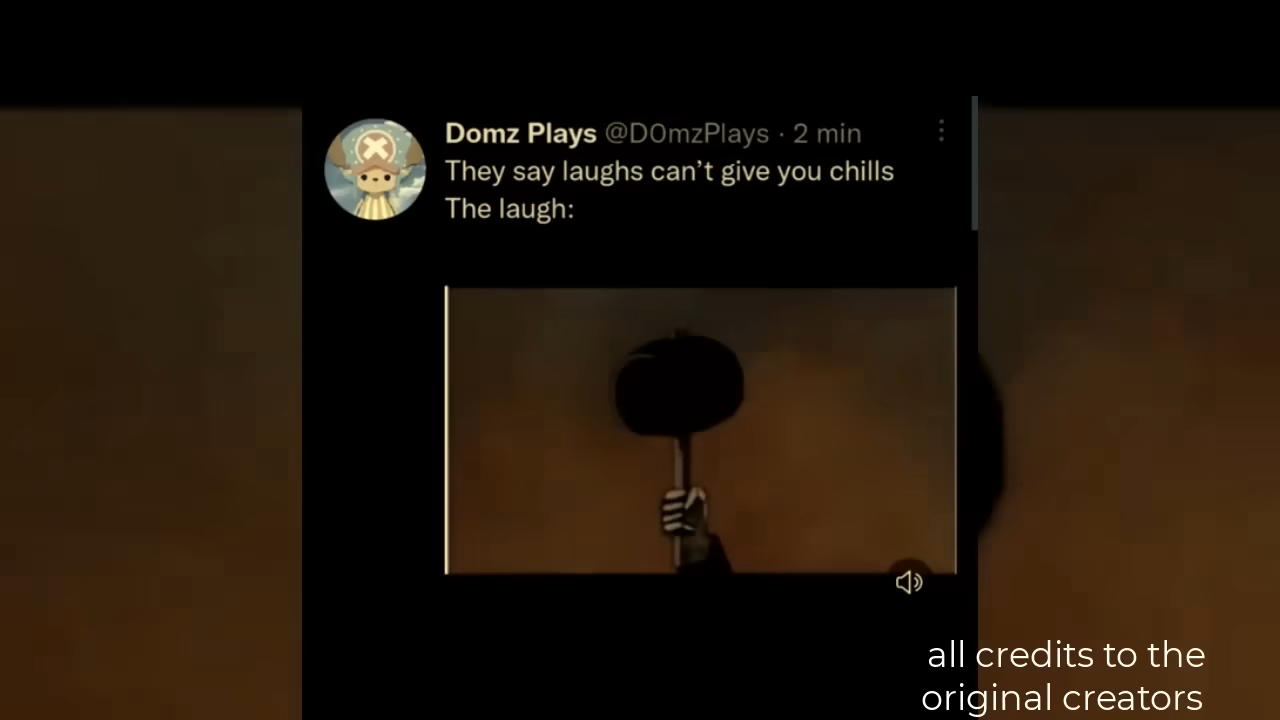 Domz Plays @D0mzPlays · 2 min
They say laughs can’t give you chills
The laugh:
all credits to the
original creators